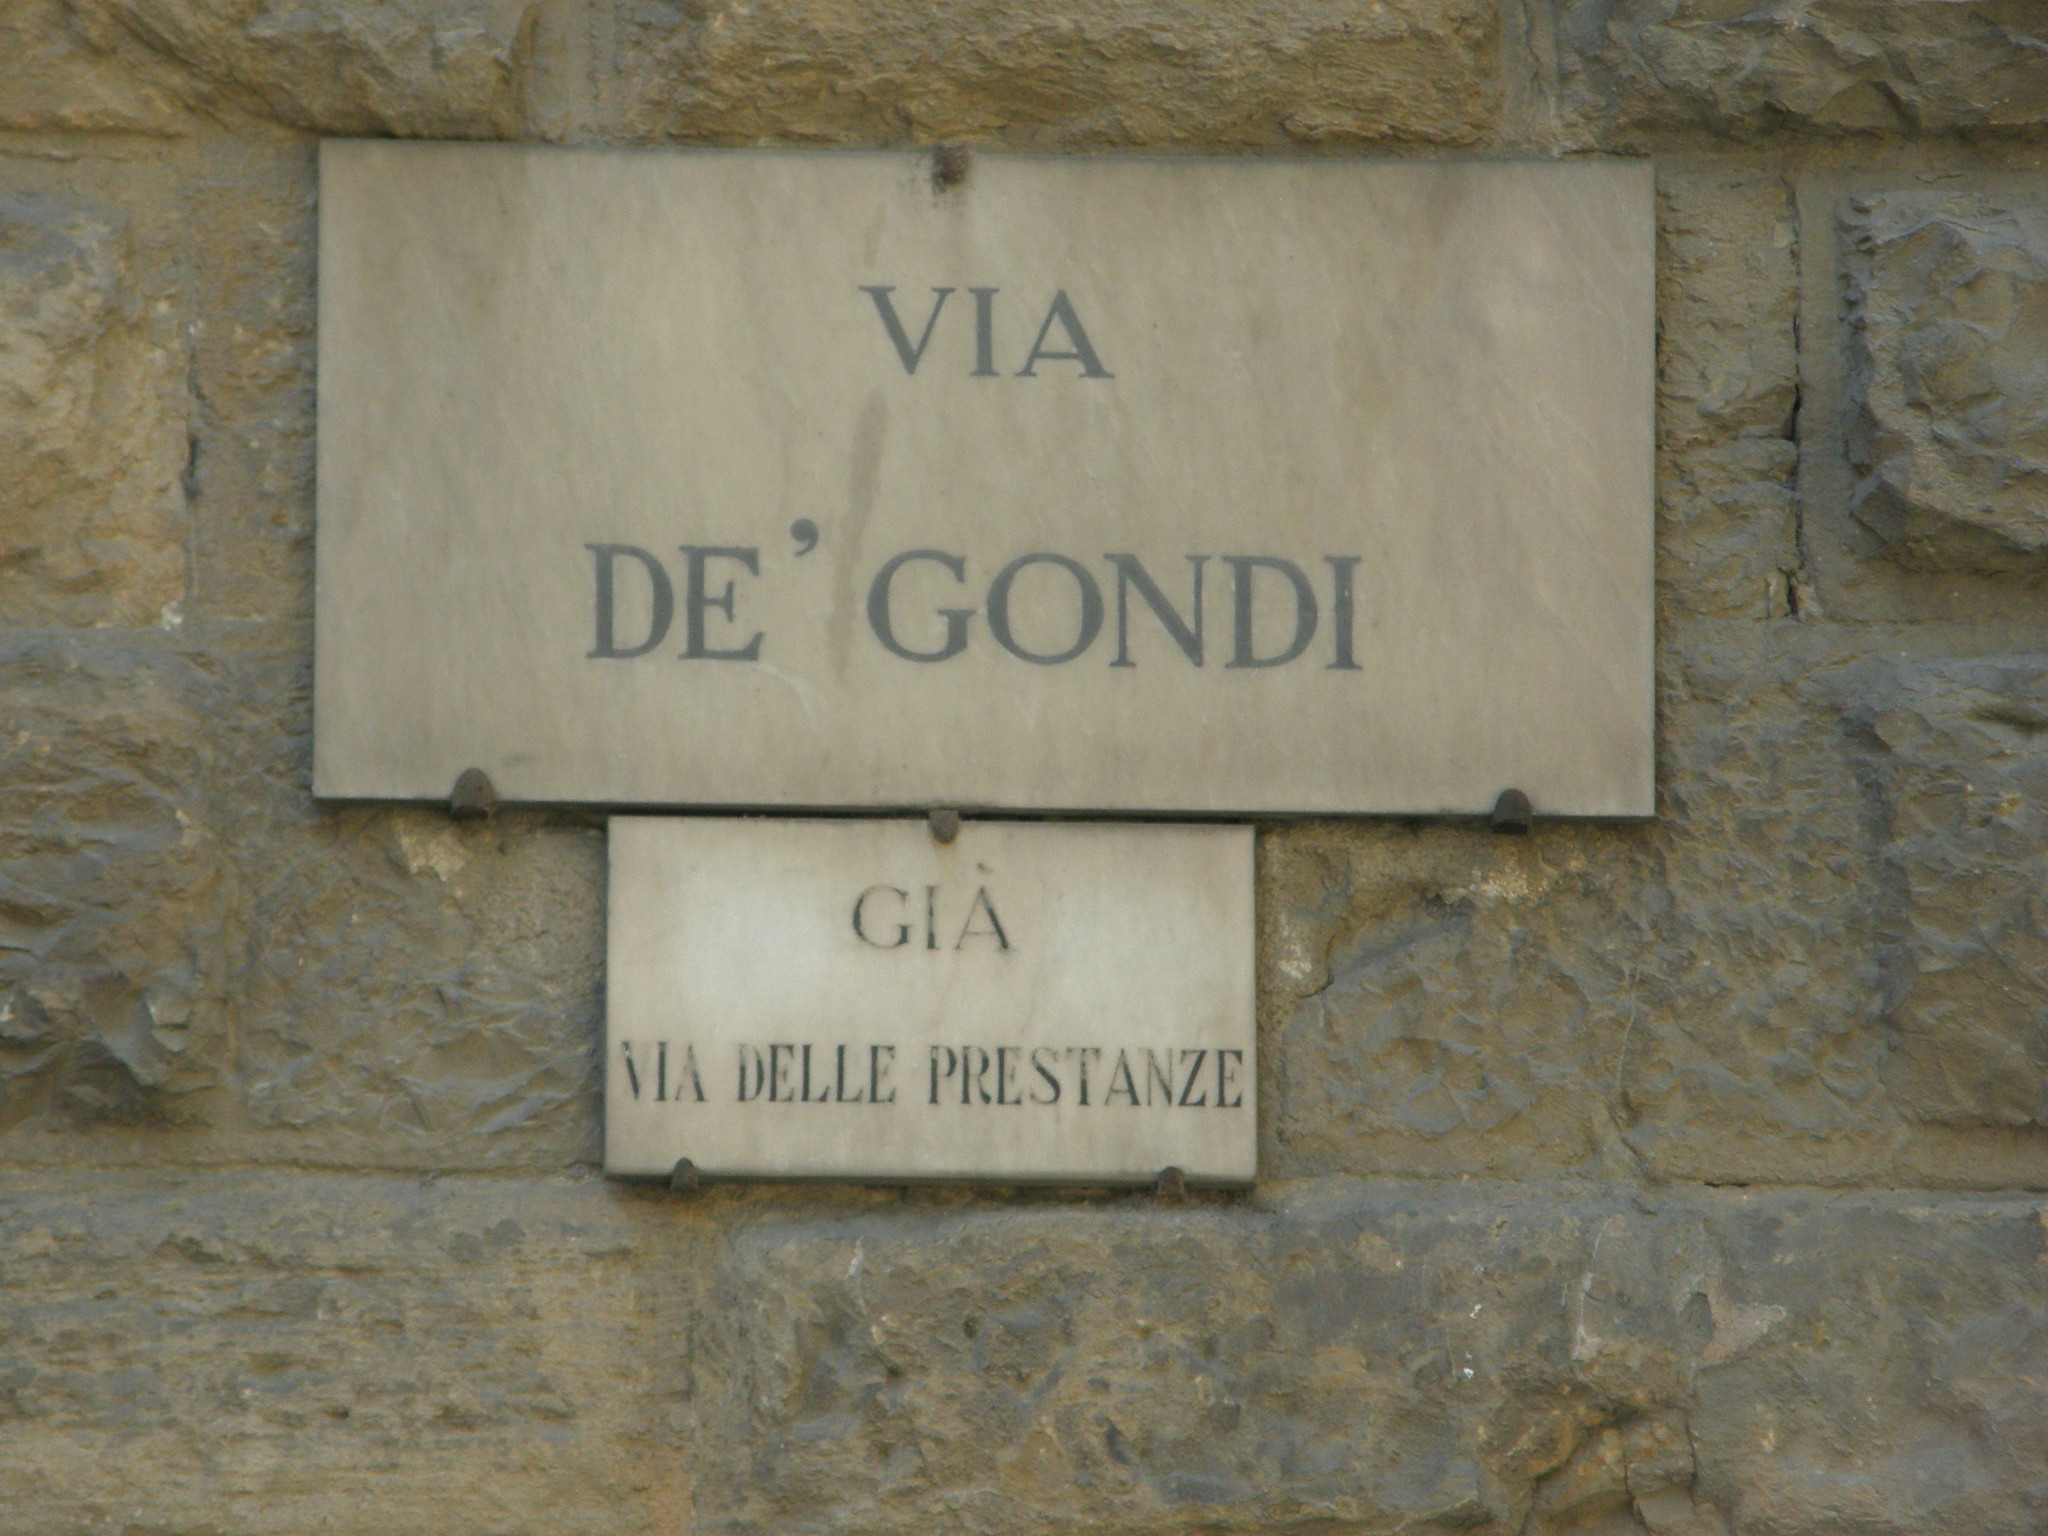 VIA
DE' GONDI
GIÀ
VIA DELLE PRESTANZE